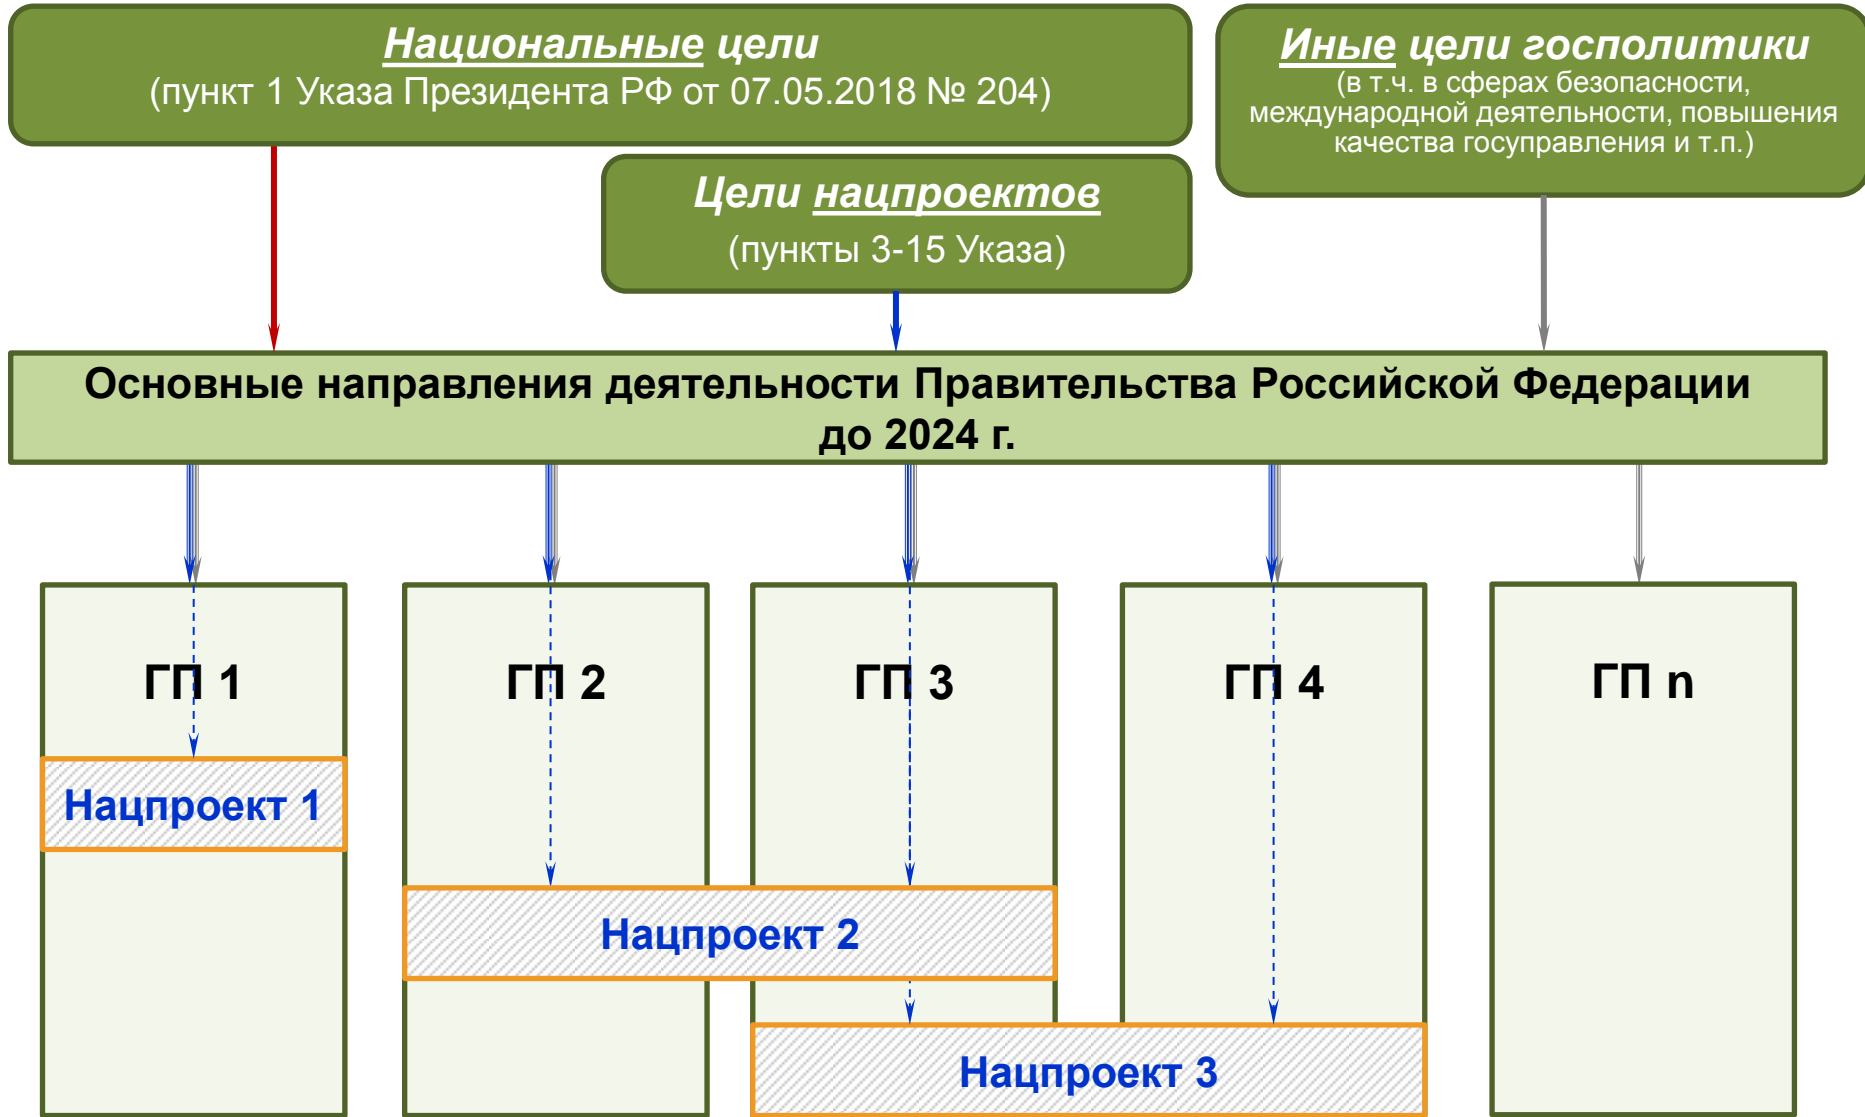 Национальные цели
(пункт 1 Указа Президента РФ от 07.05.2018 № 204)
Иные цели госполитики
(в т.ч. в сферах безопасности,
международной деятельности, повышения
качества госуправления и т.п.)
Цели нацпроектов
(пункты 3-15 Указа)
Основные направления деятельности Правительства Российской Федерации
до 2024 г.
ГП 1
ГП 2
ГП 3
ГП 4
ГП n
Нацпроект 1
Нацпроект 2
Нацпроект 3